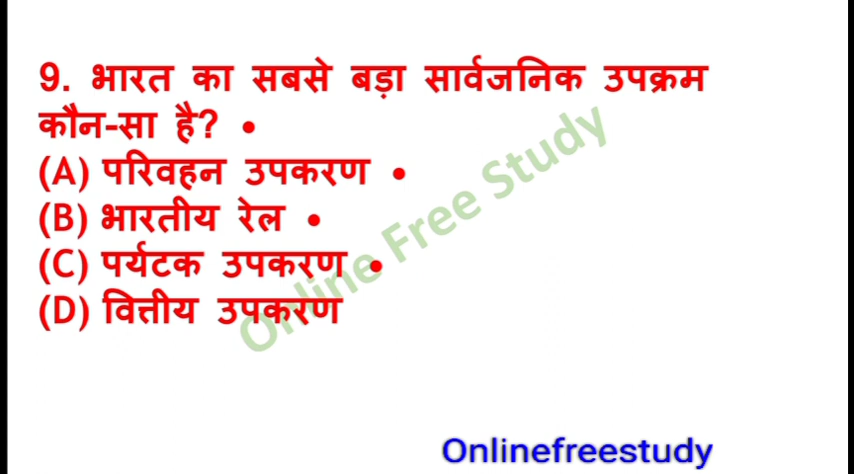 9. भारत का सबसे बड़ा सार्वजनिक उपक्रम
कौन-सा है? •
(A) परिवहन उपकरण •
(B) भारतीय रेल •
(C) पर्यटक उपकरण •
(D) वित्तीय उपकरण
Online Free Study
Onlinefreestudy